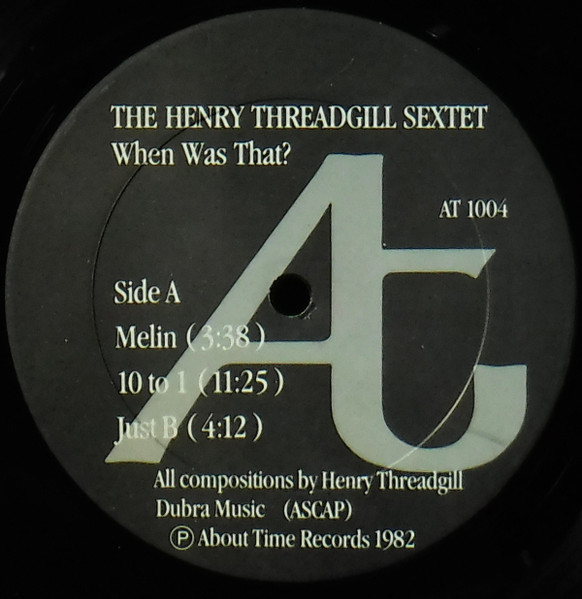 THE HENRY THREADGILL SEXTET
When Was That?
At
AT 1004
Side A
Melin (3:38)
10 to 1 (11:25)
Just B (4:12)
All compositions by Henry Threadgill
Dubra Music (ASCAP)
Ⓟ About Time Records 1982